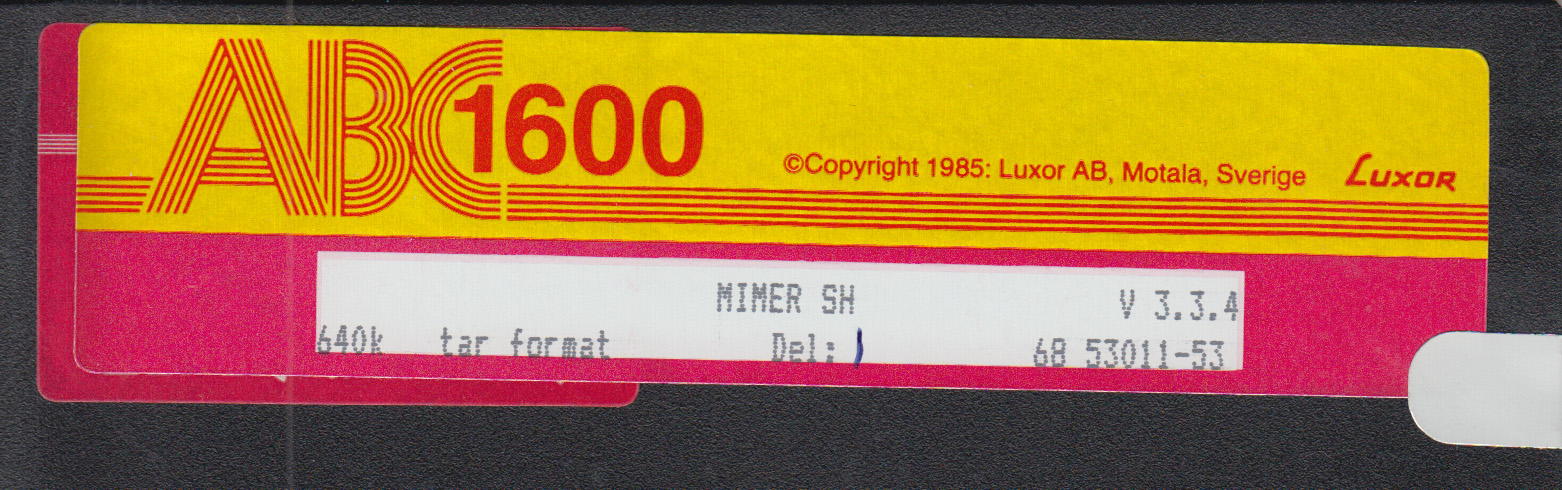 ABC1600
©Copyright 1985: Luxor AB, Motala, Sverige LUXOR
MIMER SH V 3.3.4
640k tar format Del: 1 68 53011-53